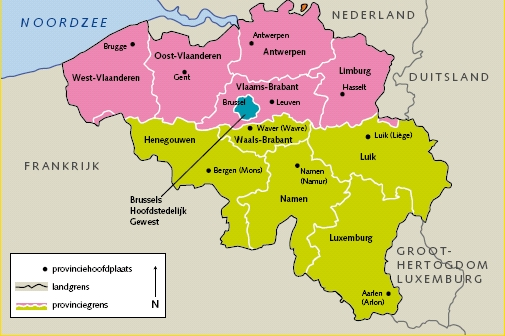 NOORDZEE
NEDERLAND
Brugge
Antwerpen
Oost-Vlaanderen
Antwerpen
West-Vlaanderen
Gent
Limburg
DUITSLAND
Vlaams-Brabant
Hasselt
Brussel
Leuven
Henegouwen
Waver (Wavre)
Waals-Brabant
Luik (Liège)
Luik
FRANKRIJK
Bergen (Mons)
Namen
(Namur)
Brussels
Hoofdstedelijk
Gewest
Namen
Luxemburg
GROOT-
HERTOGDOM
LUXEMBURG
Aarlen
(Arlon)
provinciehoofdplaats
landgrens
provinciegrens
N